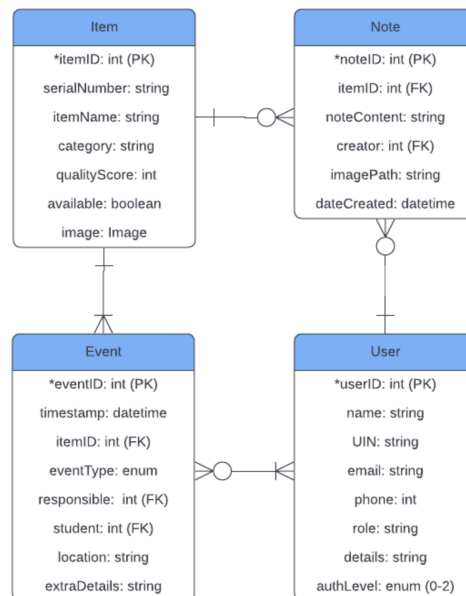 Item
*itemID: int (PK)
serialNumber: string
itemName: string
category: string
qualityScore: int
available: boolean
image: Image
Note
*noteID: int (PK)
itemID: int (FK)
noteContent: string
creator: int (FK)
imagePath: string
dateCreated: datetime
Event
*eventID: int (PK)
timestamp: datetime
itemID: int (FK)
eventType: enum
responsible: int (FK)
student: int (FK)
location: string
extraDetails: string
User
*userID: int (PK)
name: string
UIN: string
email: string
phone: int
role: string
details: string
authLevel: enum (0-2)